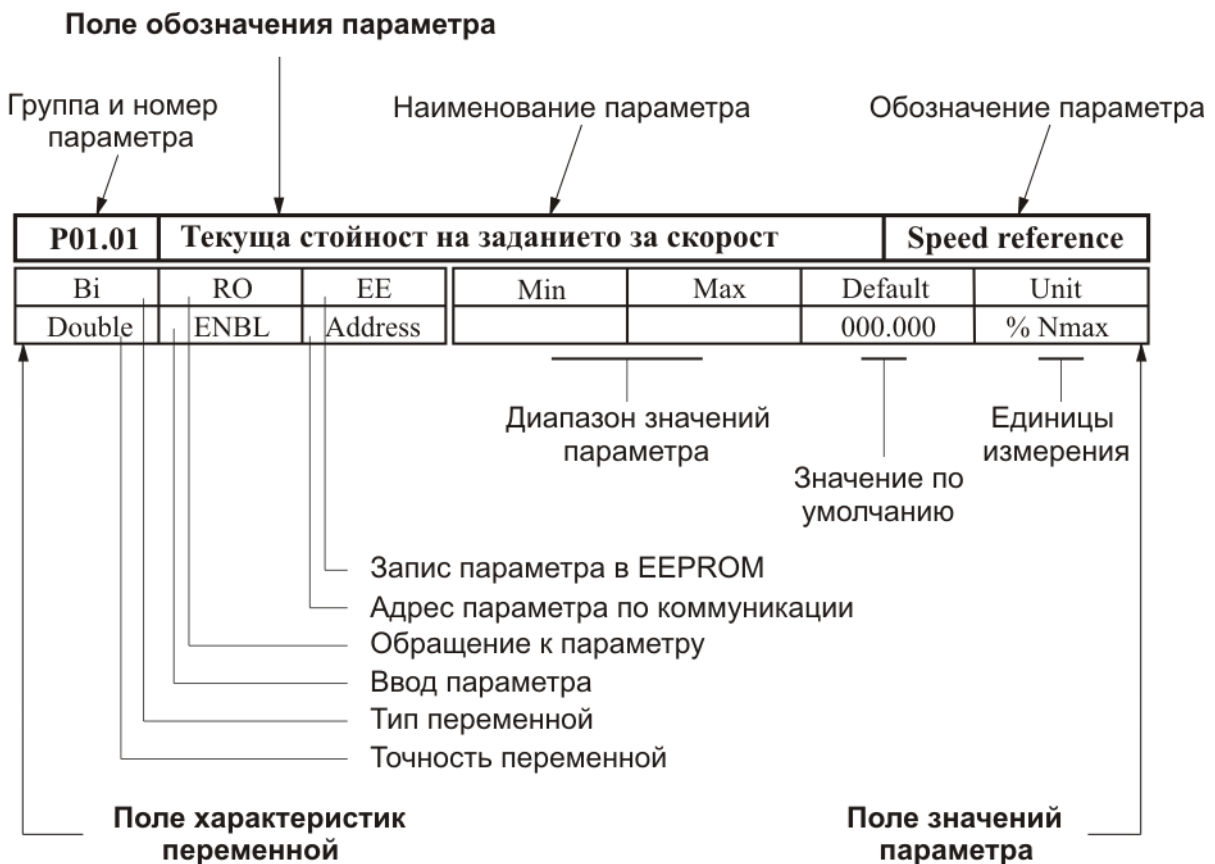 Поле обозначения параметра
Группа и номер
параметра
Наименование параметра
Обозначение параметра
P01.01 Текуща стойност на заданието за скорост Speed reference
Bi RO EE Min Max Default Unit
Double ENBL Address 000.000 % Nmax
Диапазон значений
параметра
Единицы
измерения
Значение по
умолчанию
Запис параметра в EEPROM
Адрес параметра по коммуникации
Обращение к параметру
Ввод параметра
Тип переменной
Точность переменной
Поле характеристик
переменной
Поле значений
параметра